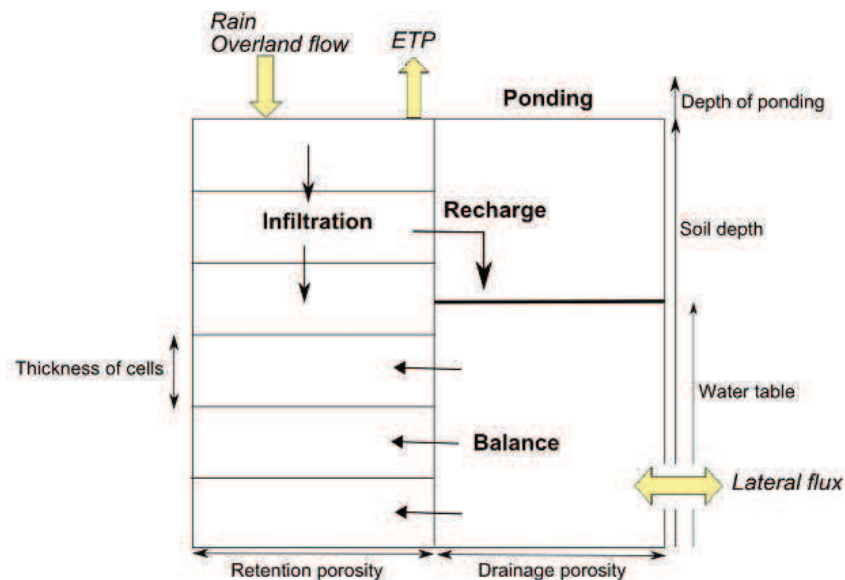 Rain
Overland flow
ETP
Ponding
Depth of ponding
Infiltration
Recharge
Soil depth
Thickness of cells
Water table
Balance
Lateral flux
Retention porosity
Drainage porosity